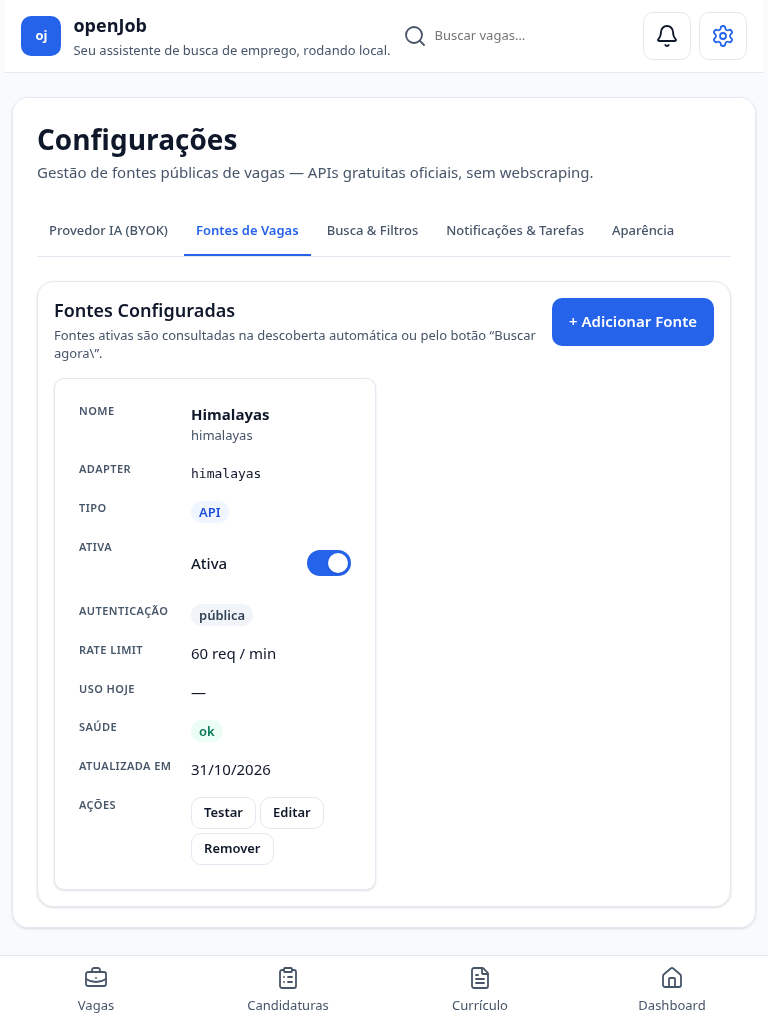 oj
openJob
Seu assistente de busca de emprego, rodando local.
Buscar vagas...
Configurações
Gestão de fontes públicas de vagas — APIs gratuitas oficiais, sem webscraping.
Provedor IA (BYOK)
Fontes de Vagas
Busca & Filtros
Notificações & Tarefas
Aparência
Fontes Configuradas
Fontes ativas são consultadas na descoberta automática ou pelo botão “Buscar
agora\”.
+ Adicionar Fonte
NOME
Himalayas
himalayas
ADAPTER
himalayas
TIPO
API
ATIVA
Ativa
AUTENTICAÇÃO
pública
RATE LIMIT
60 req / min
USO HOJE
—
SAÚDE
ok
ATUALIZADA EM
31/10/2026
AÇÕES
Testar
Editar
Remover
Vagas
Candidaturas
Currículo
Dashboard